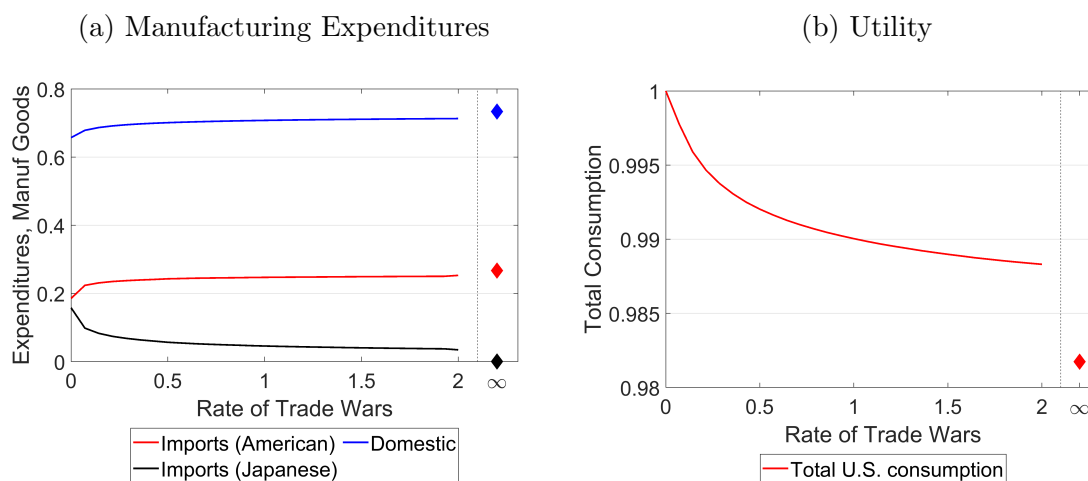 (a) Manufacturing Expenditures
Expenditures, Manuf Goods
0.8
0.6
0.4
0.2
0
0 0.5 1 1.5 2 ∞
Rate of Trade Wars
Imports (American) Domestic
Imports (Japanese)
(b) Utility
Total Consumption
1
0.995
0.99
0.985
0.98
0 0.5 1 1.5 2 ∞
Rate of Trade Wars
Total U.S. consumption